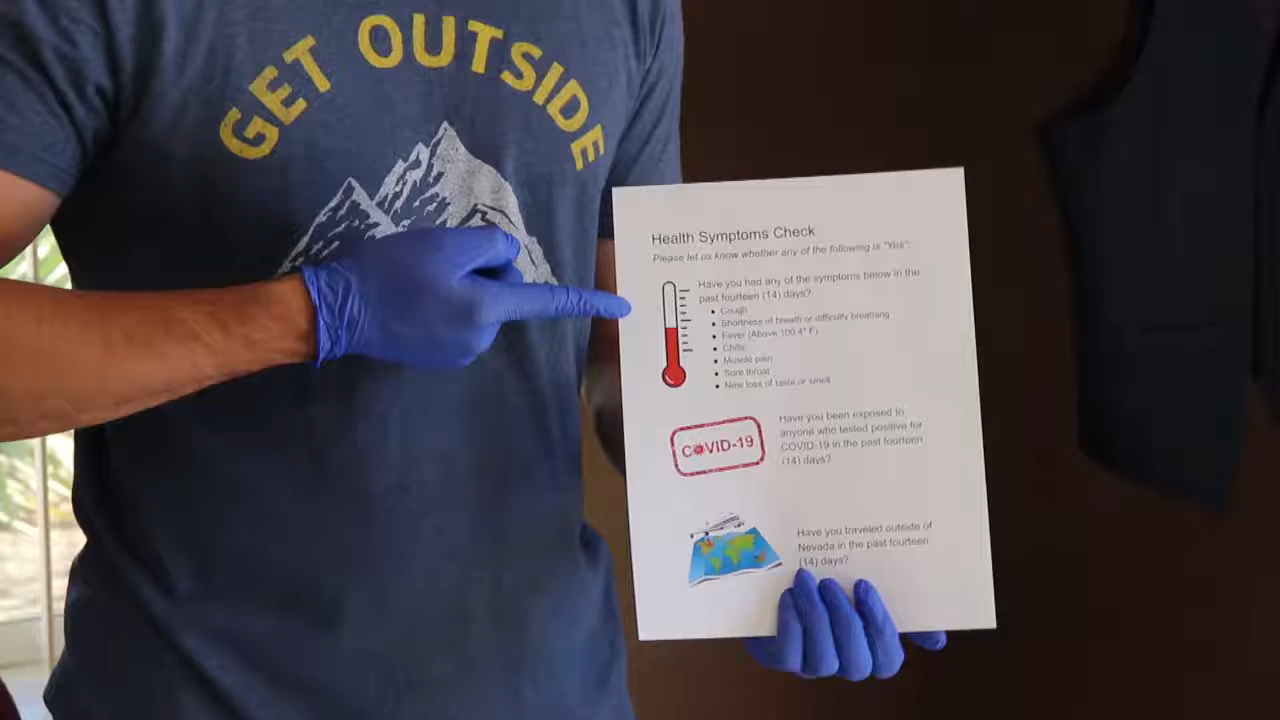 GET OUTSIDE
Health Symptoms Check
Please let us know whether any of the following is "Yes":
Have you had any of the symptoms below in the
past fourteen (14) days?
• Cough
• Shortness of breath or difficulty breathing
• Fever (Above 100.4° F)
• Chills
• Muscle pain
• Sore throat
• New loss of taste or smell
COVID-19
Have you been exposed to
anyone who tested positive for
COVID-19 in the past fourteen
(14) days?
Have you traveled outside of
Nevada in the past fourteen
(14) days?